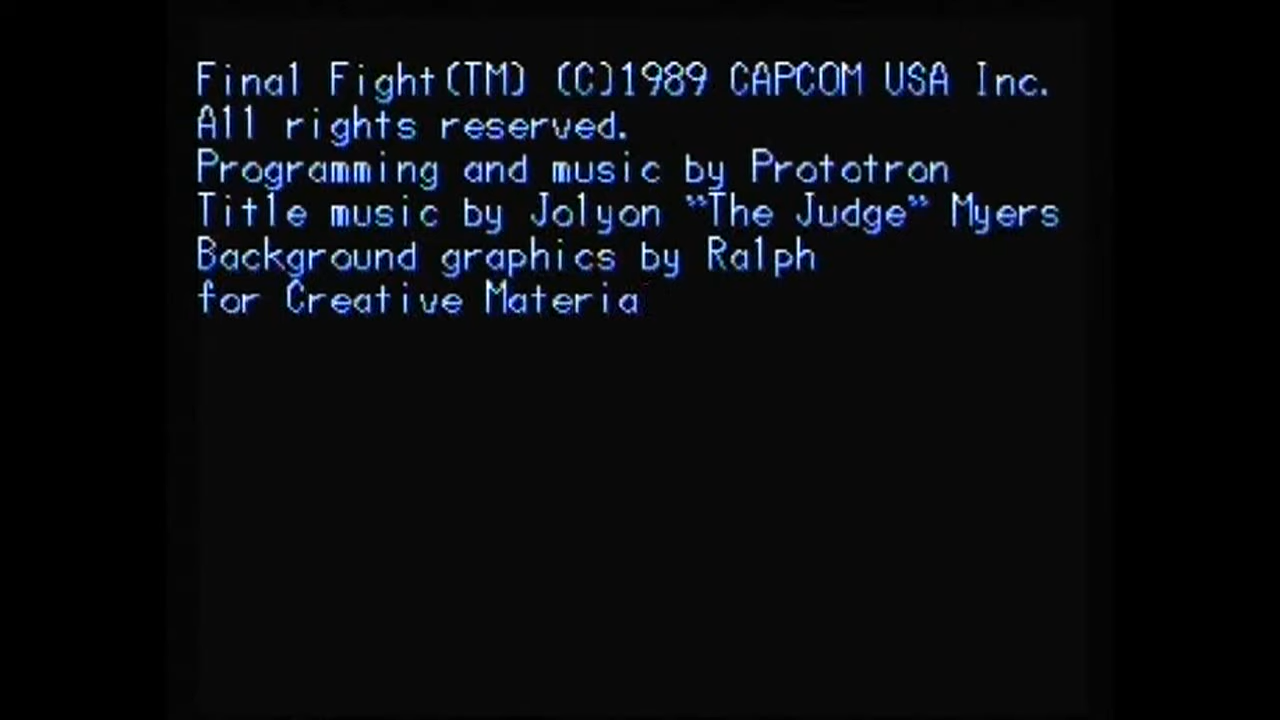 Final Fight(TM) (C)1989 CAPCOM USA Inc.
All rights reserved.
Programming and music by Prototron
Title music by Jolyon "The Judge" Myers
Background graphics by Ralph
for Creative Materia